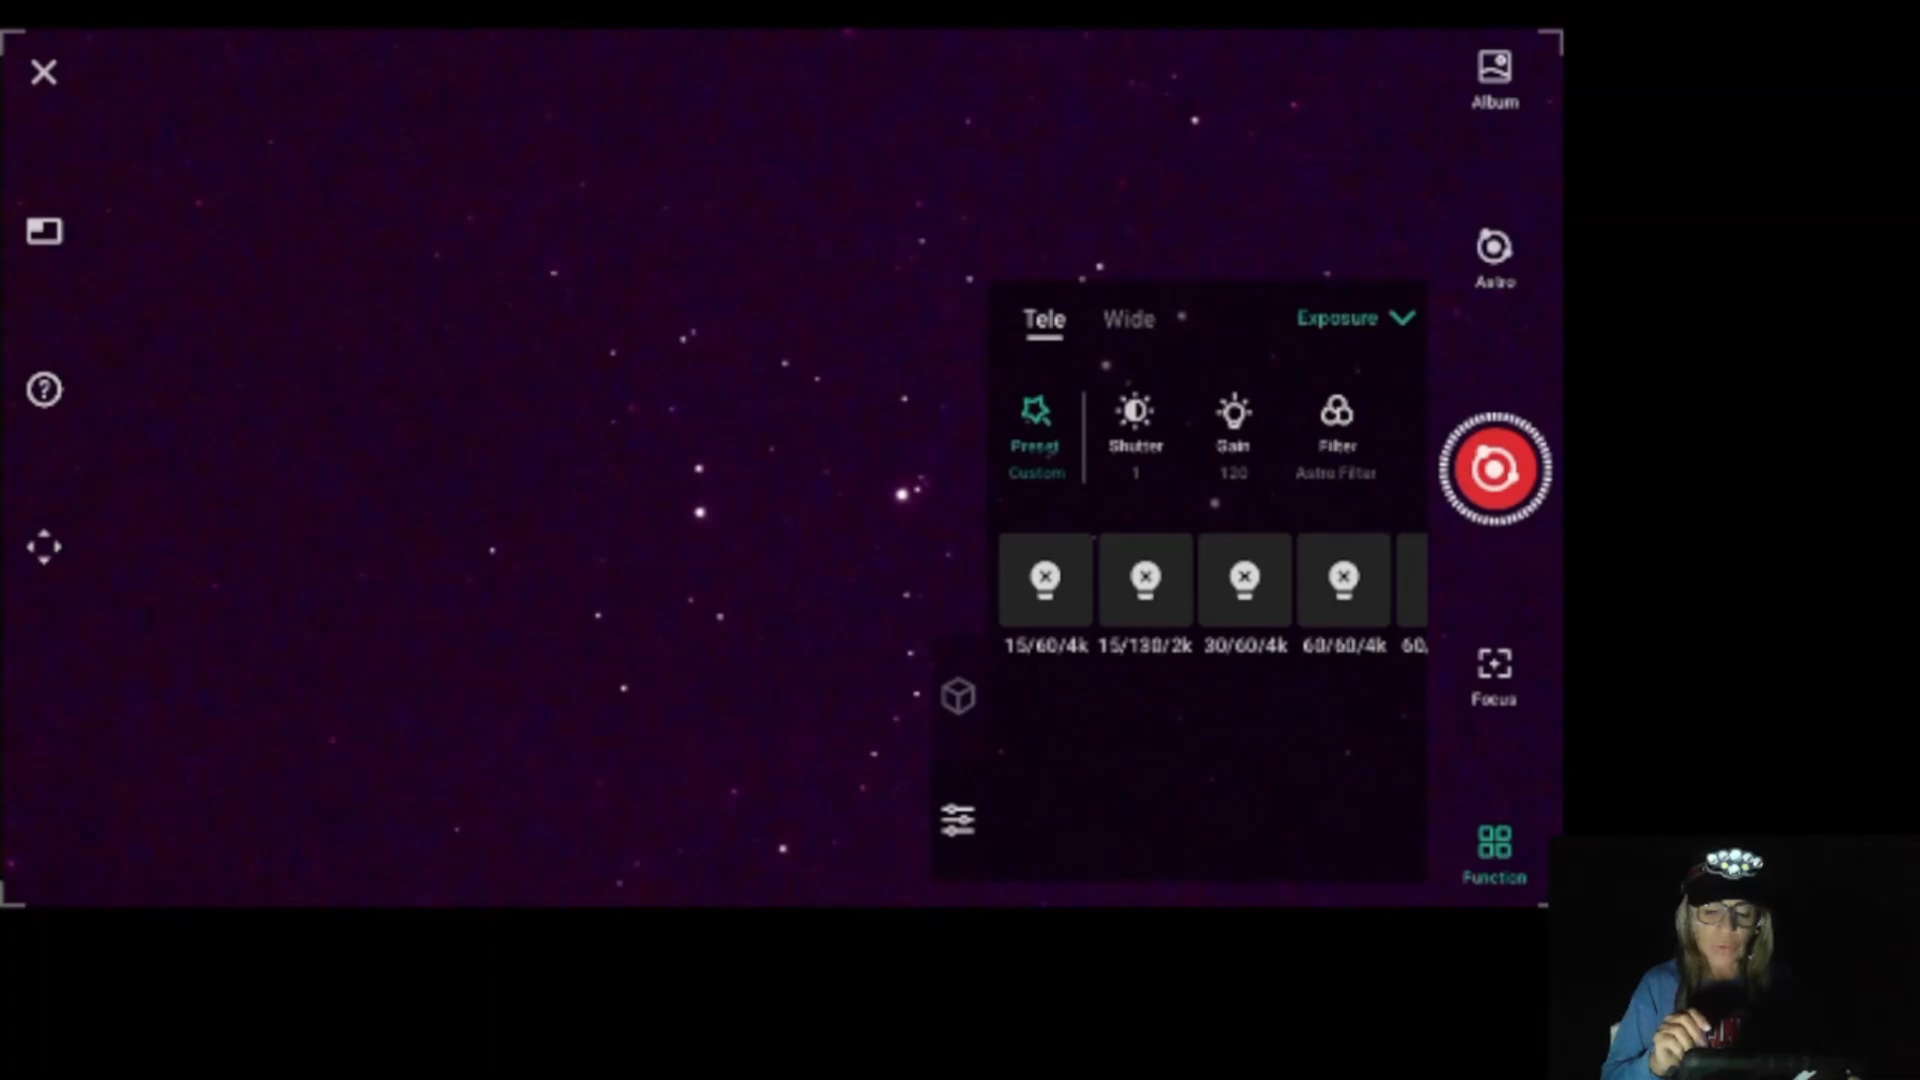 Album
Astro
Tele Wide Exposure
Preset Shutter Gain Filter
Custom 1 120 Astro Filter
15/60/4k 15/130/2k 30/60/4k 60/60/4k 60/
Focus
Function